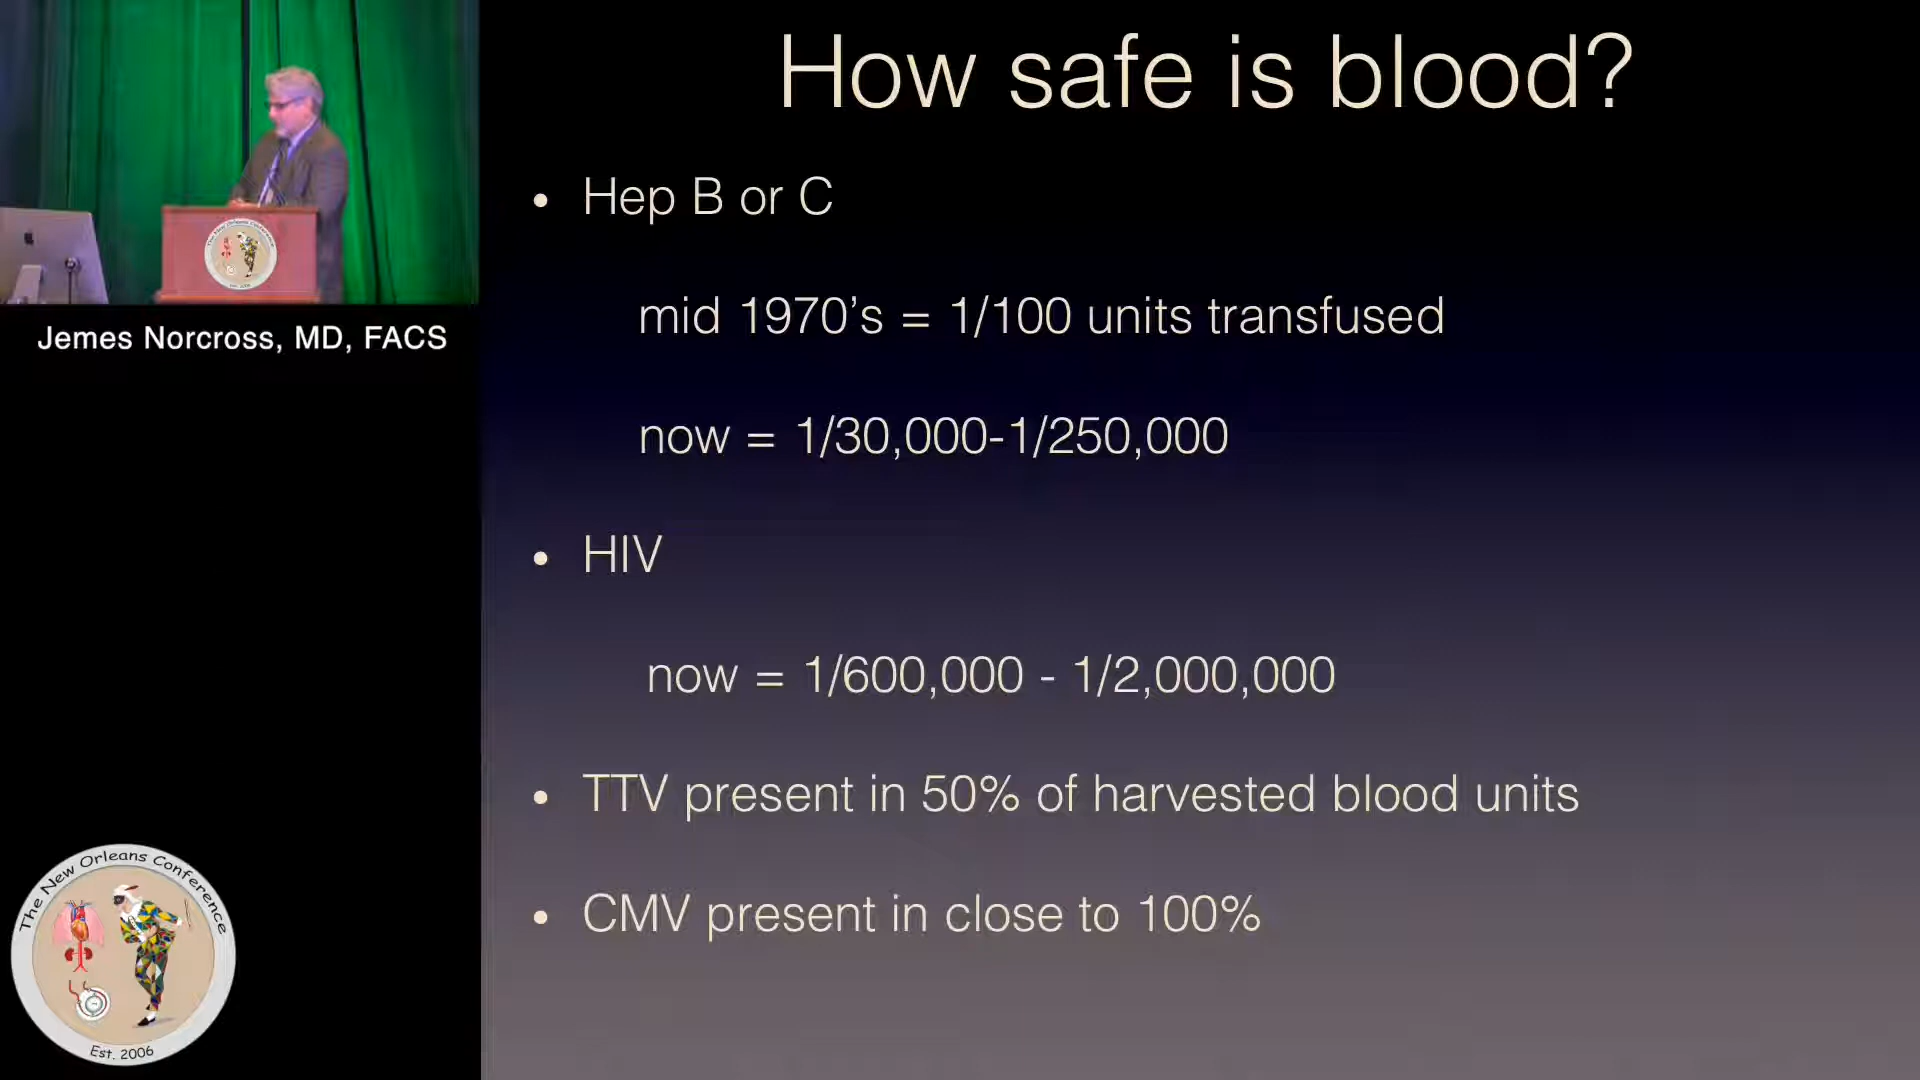 How safe is blood?
• Hep B or C
mid 1970’s = 1/100 units transfused
now = 1/30,000-1/250,000
• HIV
now = 1/600,000 - 1/2,000,000
• TTV present in 50% of harvested blood units
• CMV present in close to 100%
Jemes Norcross, MD, FACS
The New Orleans Conference
Est. 2006